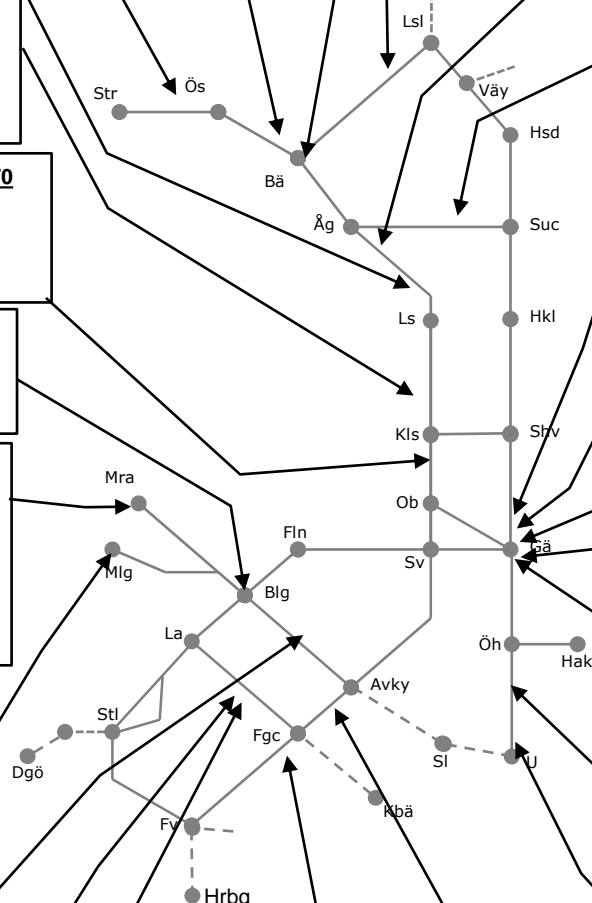 Lsl
Väy
Str
Ös
Hsd
Bä
70
Åg
Suc
Ls
Hkl
Kls
Shv
Mra
Ob
Fln
Gä
Sv
Mlg
Blg
La
Öh
Hak
Avky
Stl
Fgc
Sl
U
Dgö
Kbä
Fv
Hrbg